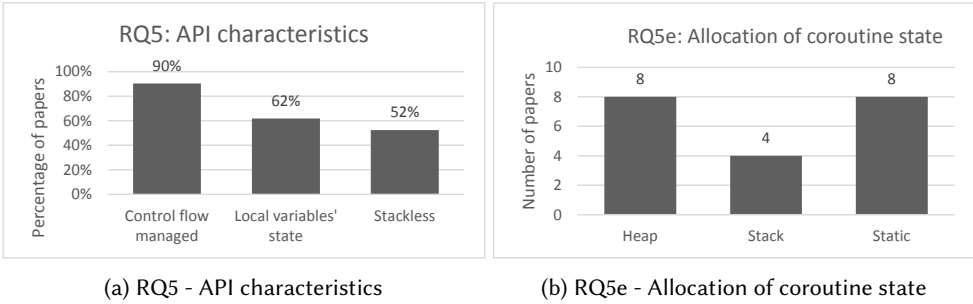 RQ5: API characteristics
Percentage of papers
100%
80%
60%
40%
20%
0%
90%
62%
52%
Control flow
managed
Local variables'
state
Stackless
(a) RQ5 - API characteristics
RQ5e: Allocation of coroutine state
Number of papers
10
8
6
4
2
0
8
4
8
Heap
Stack
Static
(b) RQ5e - Allocation of coroutine state